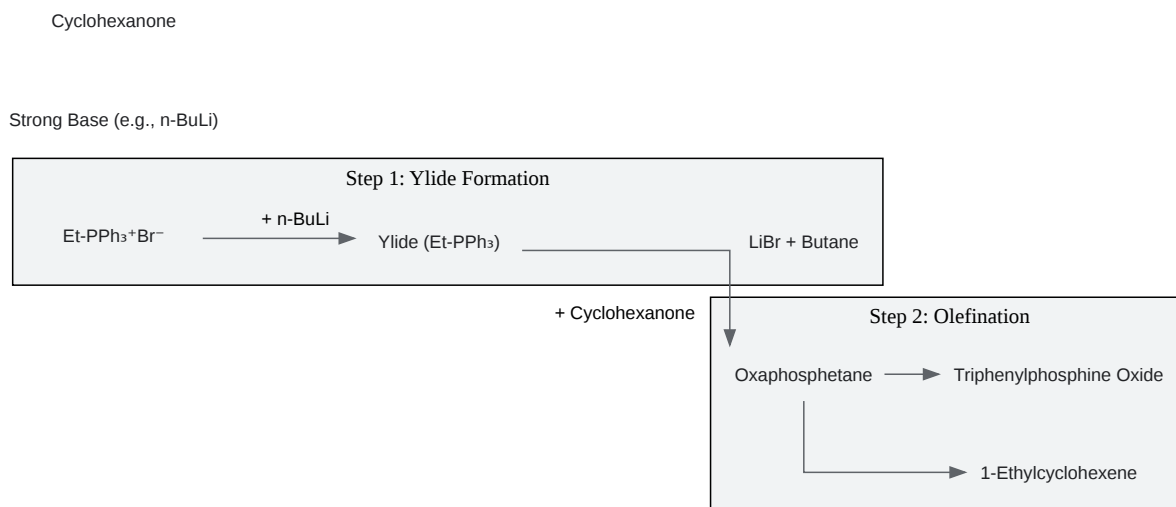 Cyclohexanone
Strong Base (e.g., n-BuLi)
Step 1: Ylide Formation
Et-PPh₃⁺Br⁻
+ n-BuLi
Ylide (Et-PPh₃)
LiBr + Butane
+ Cyclohexanone
Step 2: Olefination
Oxaphosphetane
Triphenylphosphine Oxide
1-Ethylcyclohexene